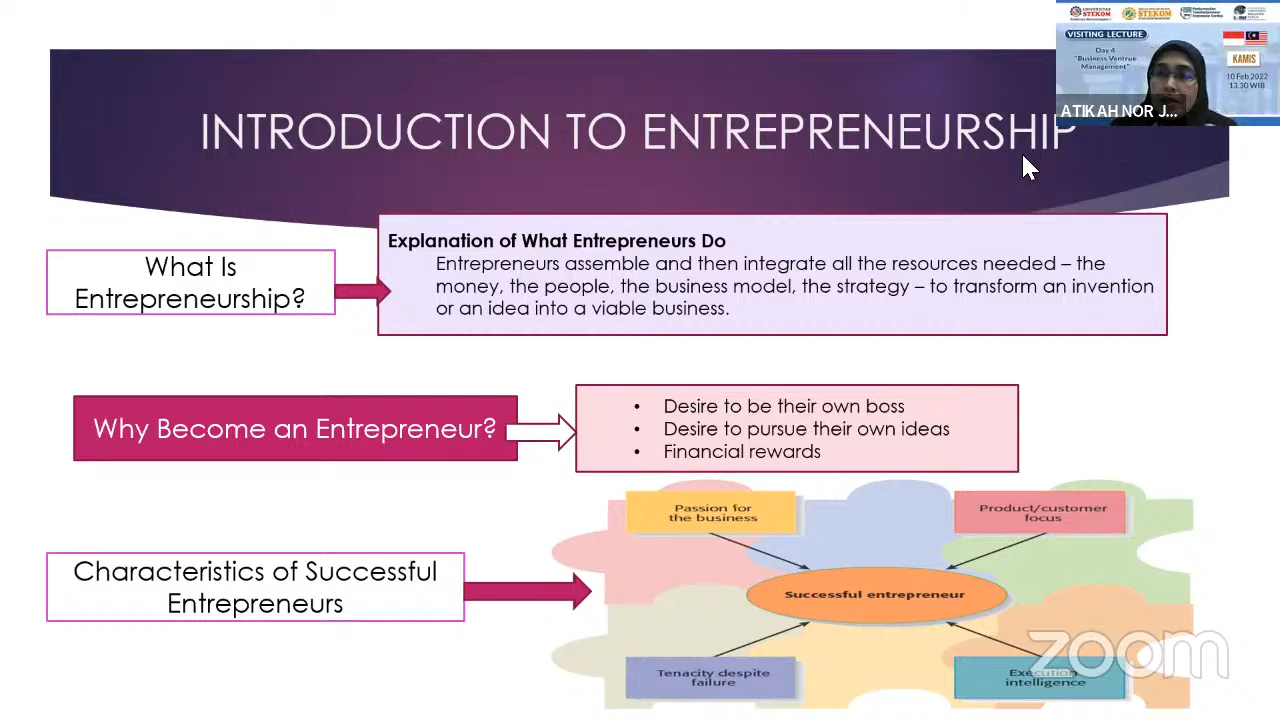 UNIVERSITAS
STEKOM
STEKOM
VISITING LECTURE
Day 4
"Business Ventrue
Management"
KAMIS
10 Feb 2022
13.30 WIB
ATIKAH NOR J...
INTRODUCTION TO ENTREPRENEURSHIP
What Is
Entrepreneurship?
Explanation of What Entrepreneurs Do
Entrepreneurs assemble and then integrate all the resources needed – the
money, the people, the business model, the strategy – to transform an invention
or an idea into a viable business.
Why Become an Entrepreneur?
• Desire to be their own boss
• Desire to pursue their own ideas
• Financial rewards
Characteristics of Successful
Entrepreneurs
Passion for
the business
Product/customer
focus
Successful entrepreneur
Tenacity despite
failure
Execution
intelligence
zoom